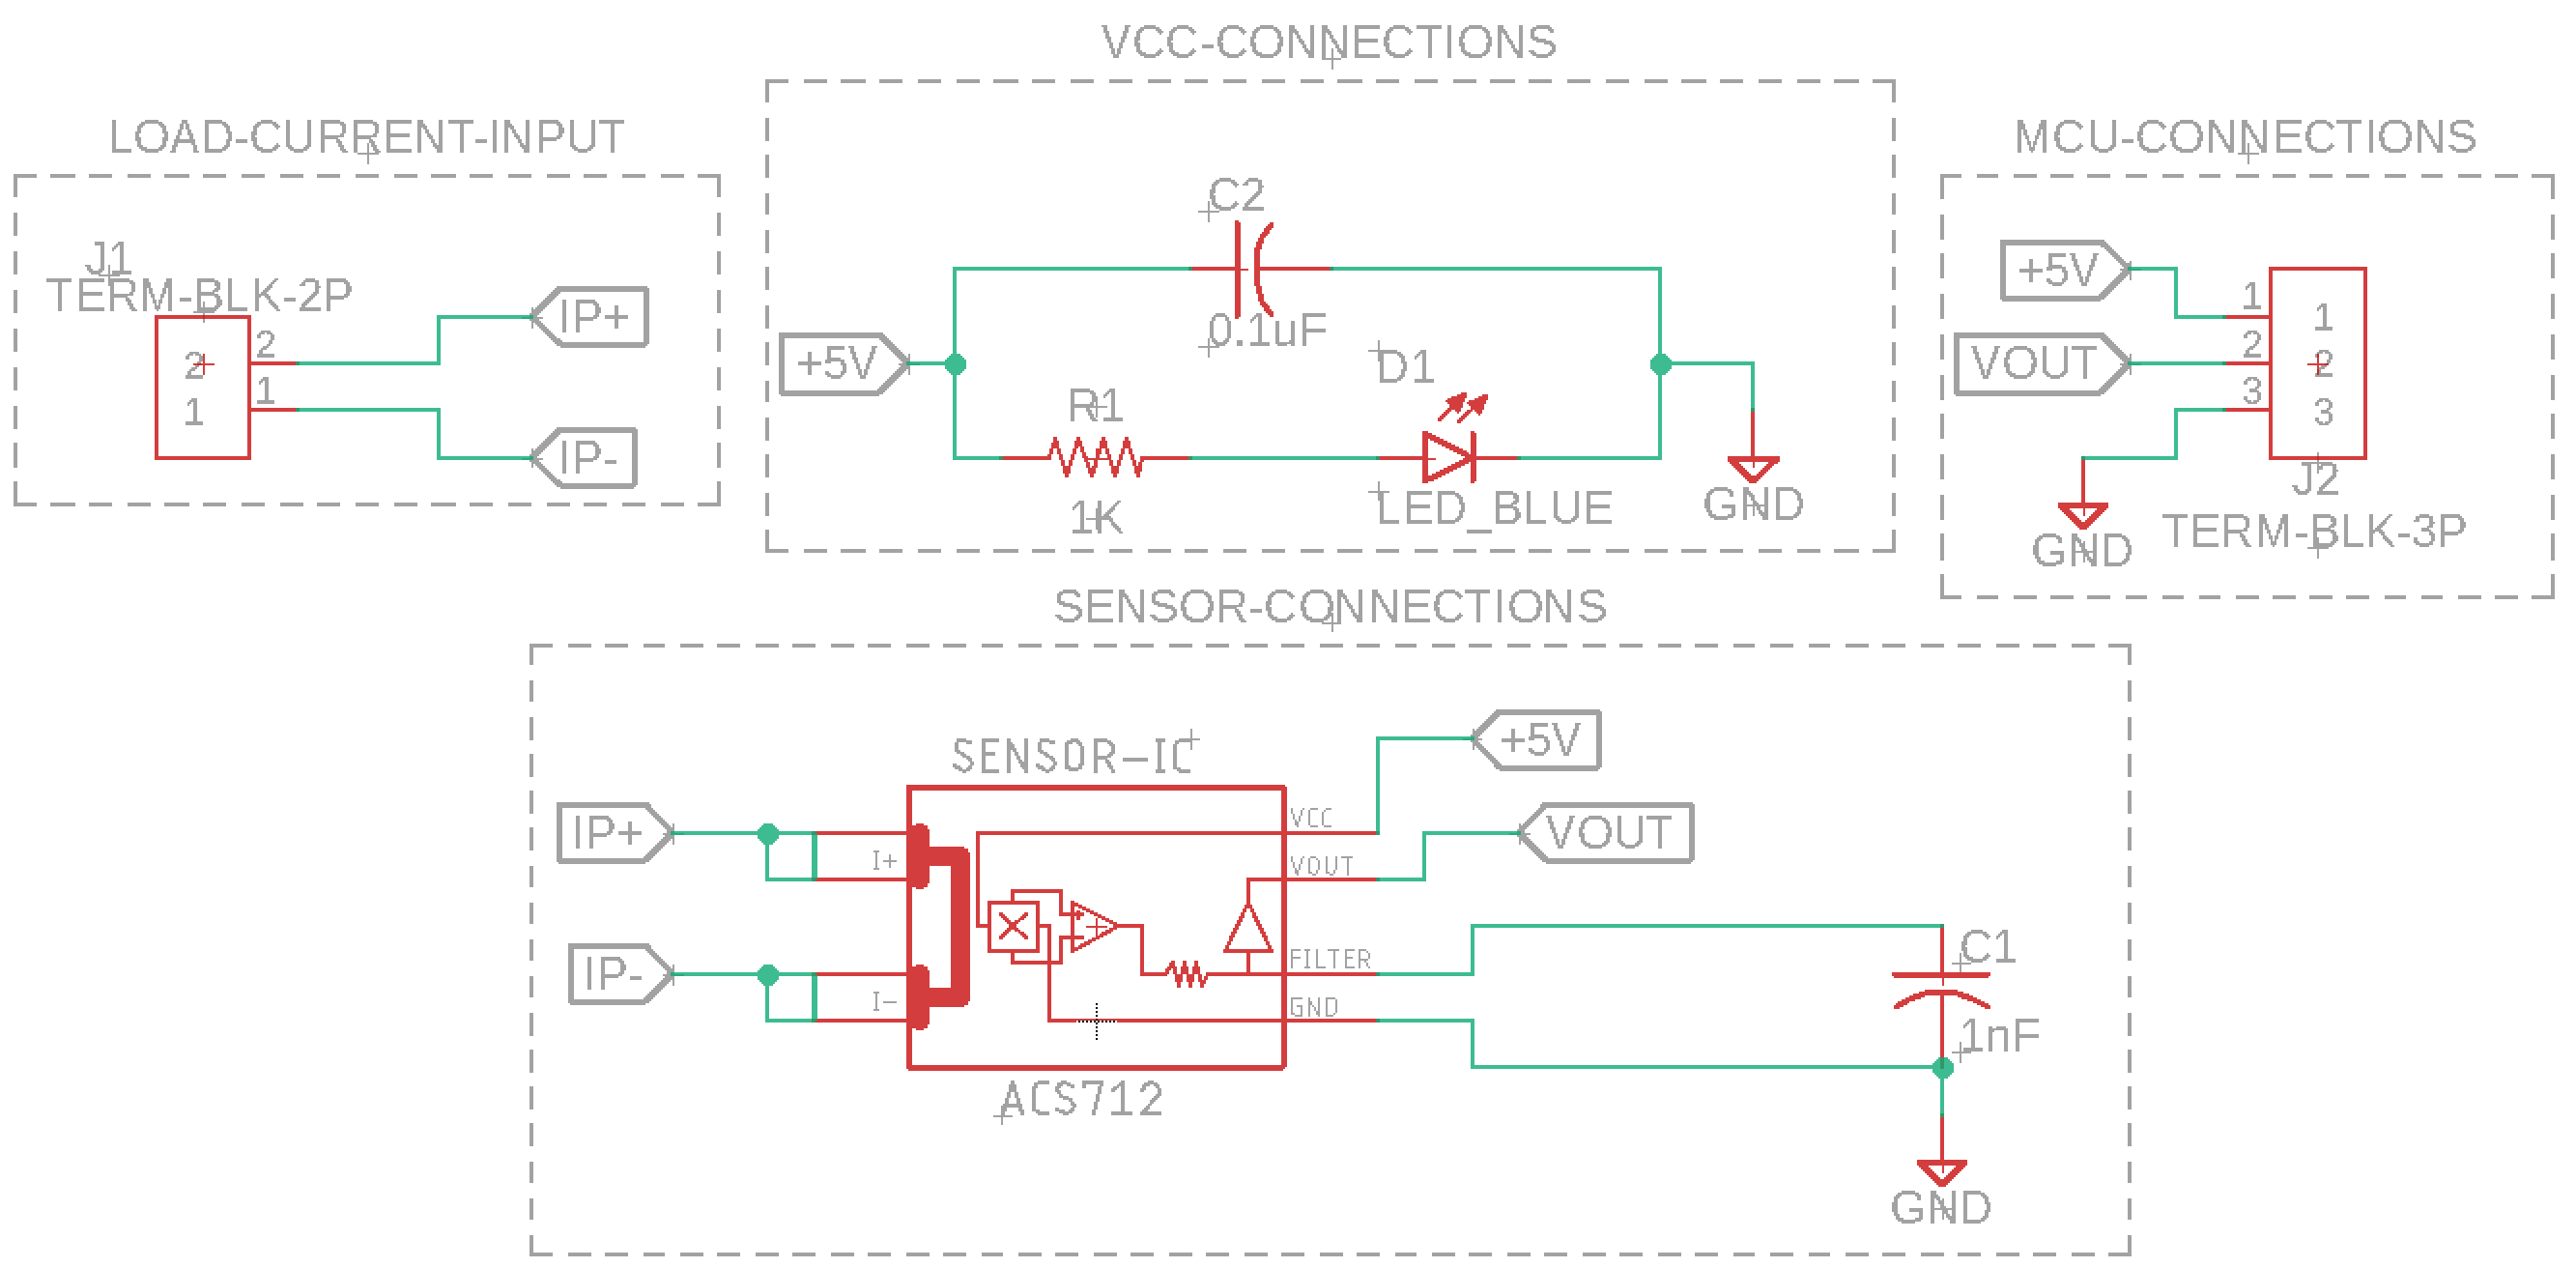 LOAD-CURRENT-INPUT
J1
TERM-BLK-2P
2
1
2
1
IP+
IP-
VCC-CONNECTIONS
C2
0.1uF
+5V
R1
1K
D1
LED_BLUE
GND
MCU-CONNECTIONS
+5V
VOUT
GND
1
2
3
1
2
3
J2
TERM-BLK-3P
SENSOR-CONNECTIONS
SENSOR-IC
IP+
IP-
I+
I-
VCC
VOUT
FILTER
GND
ACS712
+5V
VOUT
C1
1nF
GND